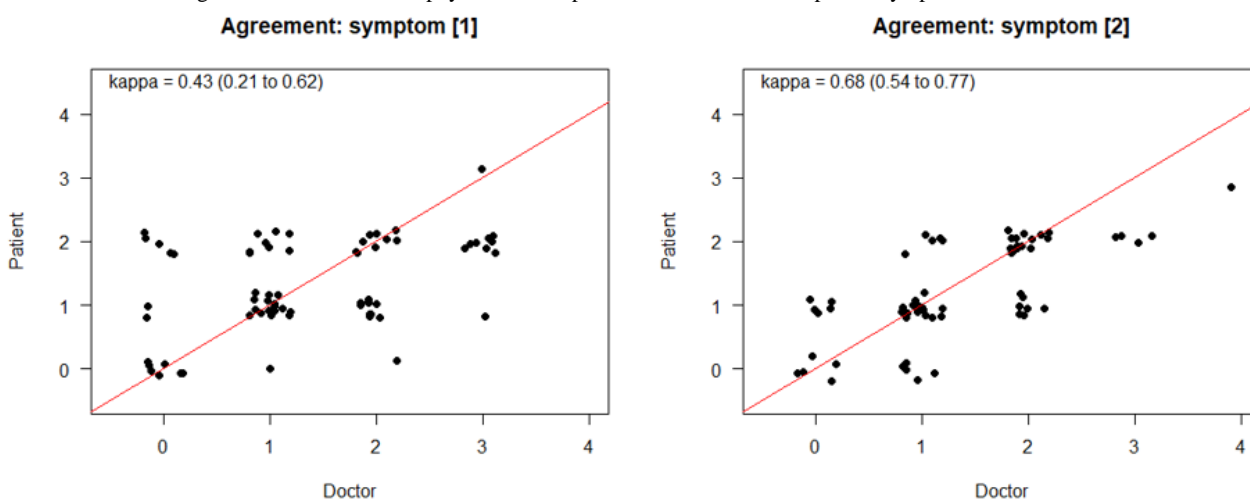 Agreement: symptom [1]
kappa = 0.43 (0.21 to 0.62)
4
3
2
1
0
Patient
0 1 2 3 4
Doctor
Agreement: symptom [2]
kappa = 0.68 (0.54 to 0.77)
4
3
2
1
0
Patient
0 1 2 3 4
Doctor